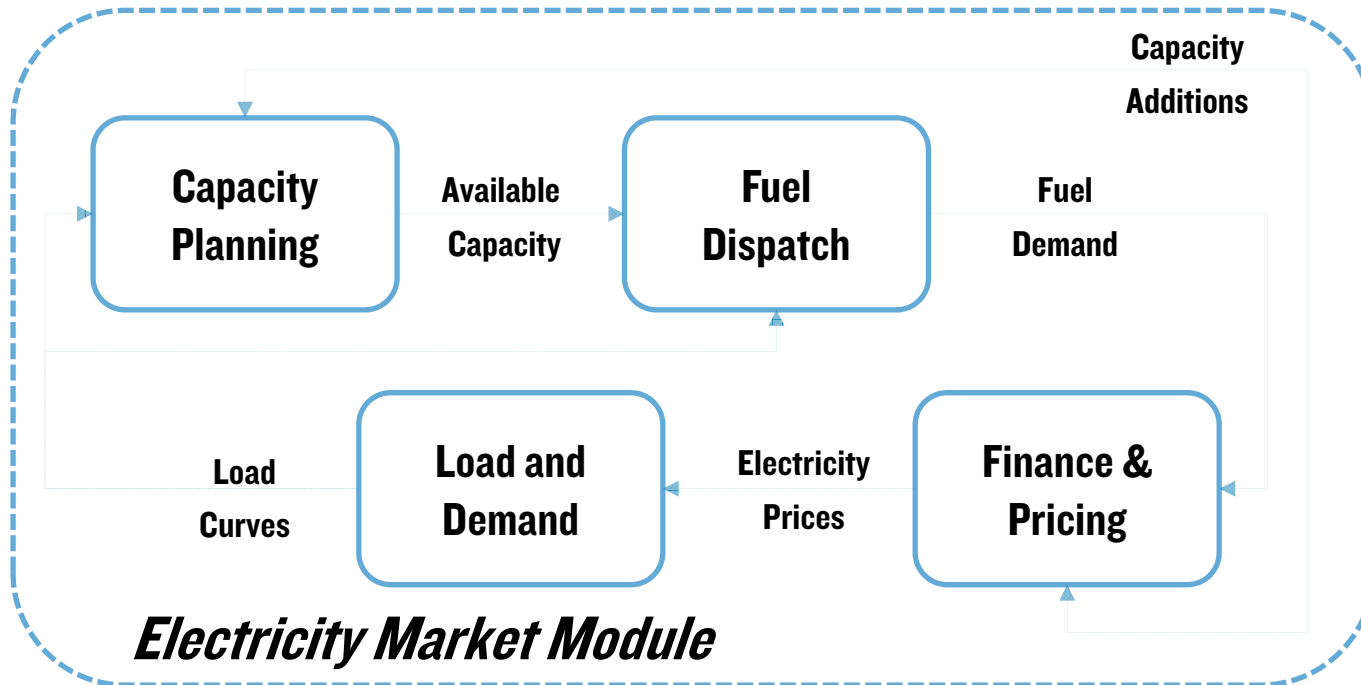 Capacity
Additions
Capacity
Planning
Available
Capacity
Fuel
Dispatch
Fuel
Demand
Load
Curves
Load and
Demand
Electricity
Prices
Finance &
Pricing
Electricity Market Module